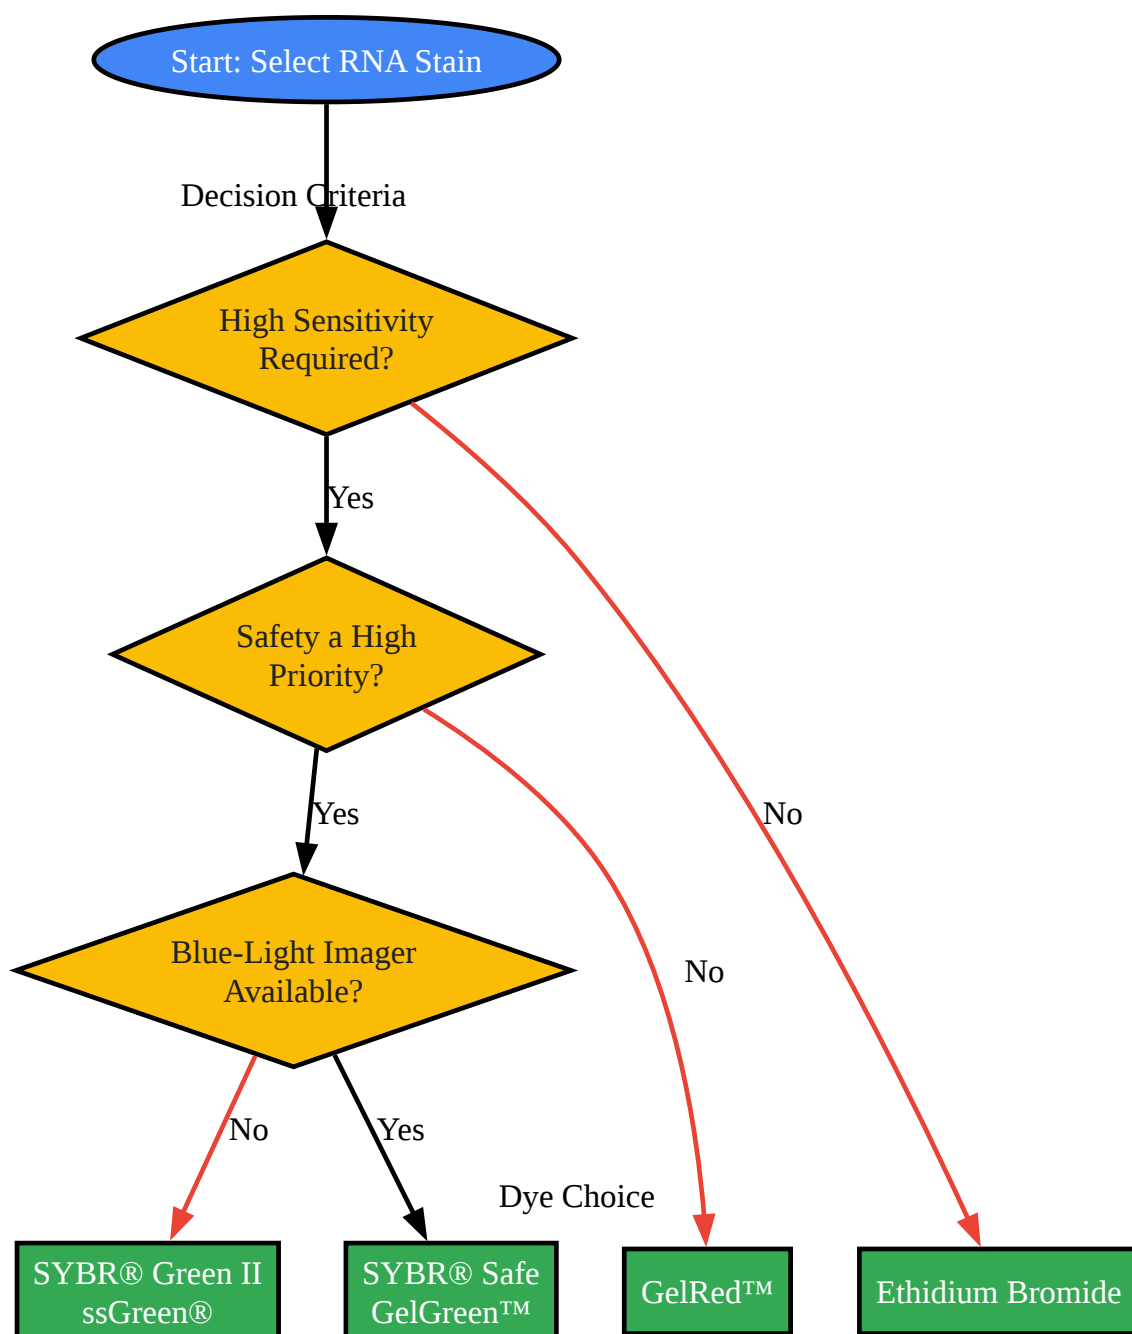 Start: Select RNA Stain
Decision Criteria
High Sensitivity
Required?
Yes
Safety a High
Priority?
Yes
No
Blue-Light Imager
Available?
No
No
Yes
Dye Choice
SYBR® Green II
ssGreen®
SYBR® Safe
GelGreen™
GelRed™
Ethidium Bromide